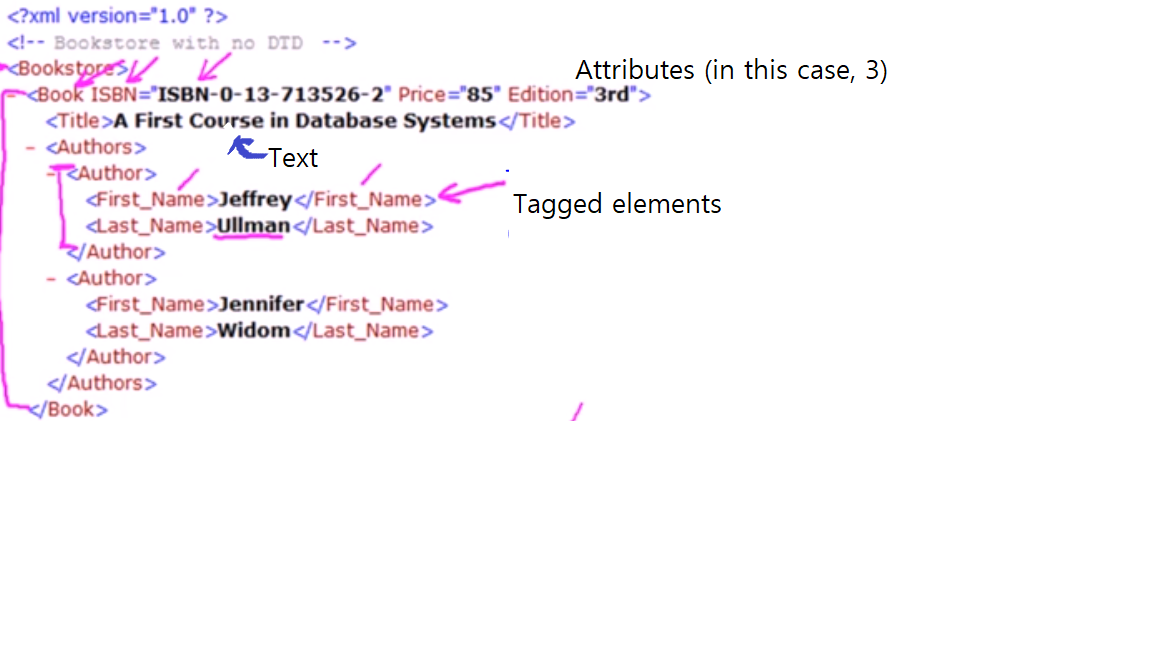 <?xml version="1.0" ?>
<!-- Bookstore with no DTD -->
<Bookstore>
Attributes (in this case, 3)
- <Book ISBN="ISBN-0-13-713526-2" Price="85" Edition="3rd">
<Title>A First Course in Database Systems</Title>
- <Authors>
Text
- <Author>
<First_Name>Jeffrey</First_Name>
Tagged elements
<Last_Name>Ullman</Last_Name>
</Author>
- <Author>
<First_Name>Jennifer</First_Name>
<Last_Name>Widom</Last_Name>
</Author>
</Authors>
</Book>